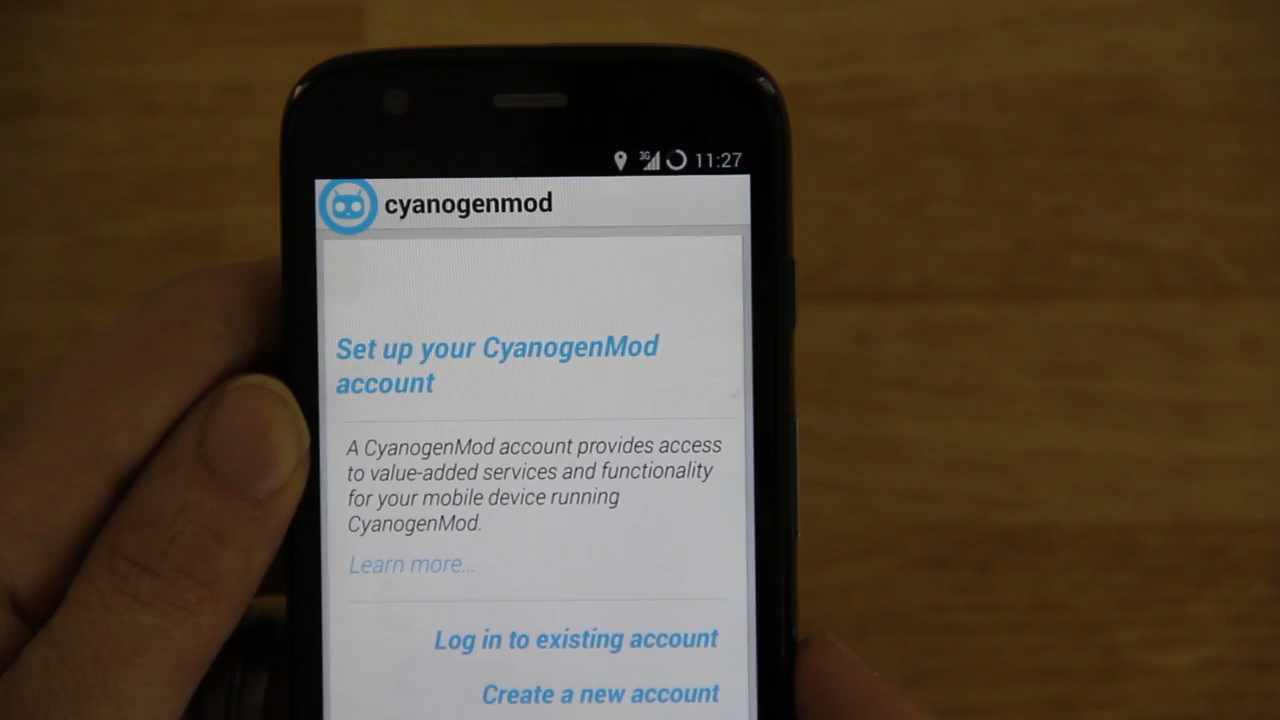 3G 11:27
cyanogenmod
Set up your CyanogenMod
account
A CyanogenMod account provides access
to value-added services and functionality
for your mobile device running
CyanogenMod.
Learn more...
Log in to existing account
Create a new account